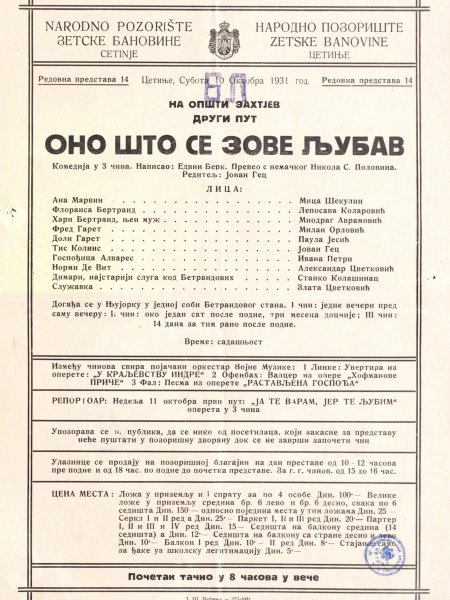 NARODNO POZORIŠTE
ЗЕТСКЕ БАНОВИНЕ
CETINJE
НАРОДНО ПОЗОРИШТЕ
ZETSKE BANOVINE
ЦЕТИЊЕ
Редовна представа 14
Цетиње, Субота 10 Октобра 1931 год.
Редовна представа 14
БЛ
НА ОПШТИ ЗАХТЈЕВ
ДРУГИ ПУТ
ОНО ШТО СЕ ЗОВЕ ЉУБАВ
Комедија у 3 чина. Написао: Едвин Берк. Превео с немачког Никола С. Половина.
Редитељ: Јован Гец
ЛИЦА:
Ана Марвин Мица Шекулин
Флоранса Бертранд Лепосава Коларовић
Хари Бертранд, њен муж Миодраг Аврамовић
Фред Гарет Милан Орловић
Доли Гарет Паула Јесић
Тис Колинс Јован Гец
Госпођица Алварес Ивана Петри
Норми Де Вит Александар Цветковић
Димари, најстарији слуга код Бетрандових Станко Колашинац
Служавка Злата Цветковић
Догађа се у Њујорку у једној соби Бетрандовог стана. I чин: једне вечери пред
саму вечеру: I. чин: око један сат после подне, три месеца доцније; III чин:
14 дана за тим рано после подне.
Време: садашњост
Између чинова свира појачани оркестар Војне Музике: 1 Линке: Увертира из
оперете: „У КРАЉЕВСТВУ ИНДРЕ" 2 Офенбах: Валцер на опере „Хофманове
ПРИЧЕ" 3 Фал: Песма из оперете „РАСТАВЉЕНА ГОСПОЂА"
РЕПОРТОАР: Недеља 11 октобра први пут: „ЈА ТЕ ВАРАМ, ЈЕР ТЕ ЉУБИМ"
оперета у 3 чина
Упозорава се п. публика, да се нико од посетилаца, који закасне за представу
неће пуштати у позоришну дворану док се не заврши започети чин
Улазнице се продају на позоришној благајни на дан преставе од 10–12 часова
пре подне и од 18 час. по подне до почетка. За г.г. чинов. од 15 до 16 час.
ЦЕНА МЕСТА: Ложа у приземљу и I спрату за по 4 особе Дин. 100·— Велике
ложе у приземљу средина бр. 6 лево и бр. 6 десно, свака по 6
седишта Дин. 150·— односно поједина места у тим ложама Дин. 25·—
Серкл I и II ред а Дин. 25·— Паркет I, II и III ред Дин. 20·— Партер
I, II и III и IV ред Дин. 15·— Седишта на балкону средина (14
седишта) а Дин. 12·— Седишта на балкону са стране десно и лево
Дин. 10·— Балкон I ред Дин. 10·— II ред Дин. 8·— Стајање само
за ђаке уз школску легитимацију Дин. 5·—
Почетак тачно у 8 часова у вече